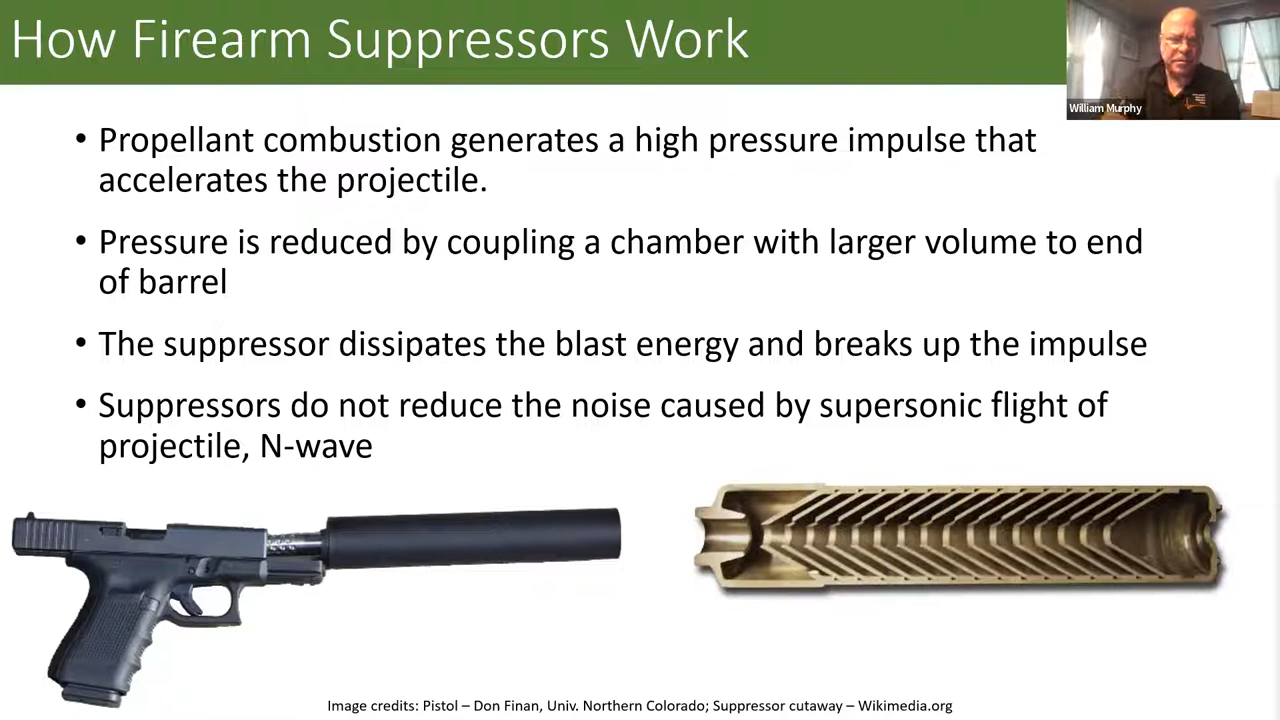 How Firearm Suppressors Work
William Murphy
• Propellant combustion generates a high pressure impulse that
accelerates the projectile.
• Pressure is reduced by coupling a chamber with larger volume to end
of barrel
• The suppressor dissipates the blast energy and breaks up the impulse
• Suppressors do not reduce the noise caused by supersonic flight of
projectile, N-wave
Image credits: Pistol – Don Finan, Univ. Northern Colorado; Suppressor cutaway – Wikimedia.org